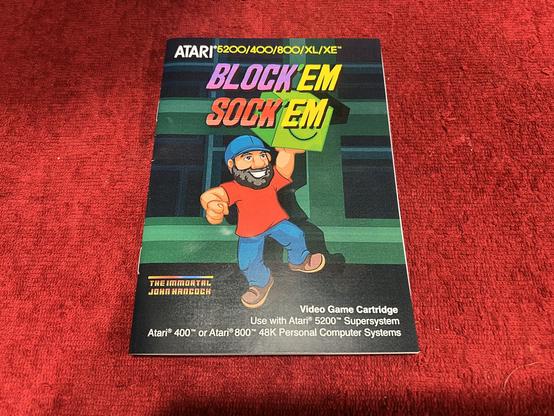 ATARI® 5200/400/800/XL/XE™
BLOCK'EM
SOCK'EM
THE IMMORTAL
JOHN HANCOCK
Video Game Cartridge
Use with Atari® 5200™ Supersystem
Atari® 400™ or Atari® 800™ 48K Personal Computer Systems